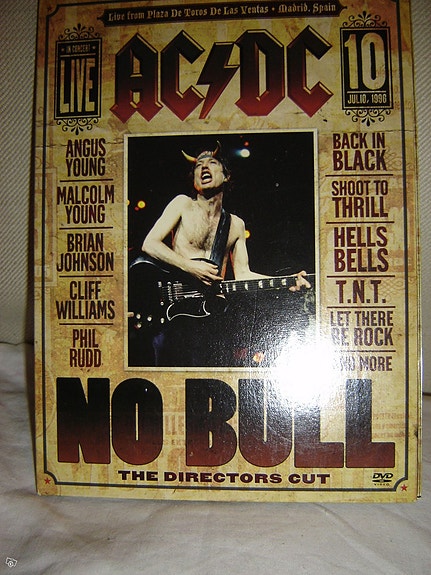 Live from Plaza De Toros De Las Ventas • Madrid, Spain
IN CONCERT
LIVE
AC DC
10
JULIO, 1996
ANGUS
YOUNG
MALCOLM
YOUNG
BRIAN
JOHNSON
CLIFF
WILLIAMS
PHIL
RUDD
BACK IN
BLACK
SHOOT TO
THRILL
HELLS
BELLS
T.N.T.
LET THERE
BE ROCK
AND MORE
NO BULL
THE DIRECTORS CUT
DVD
VIDEO